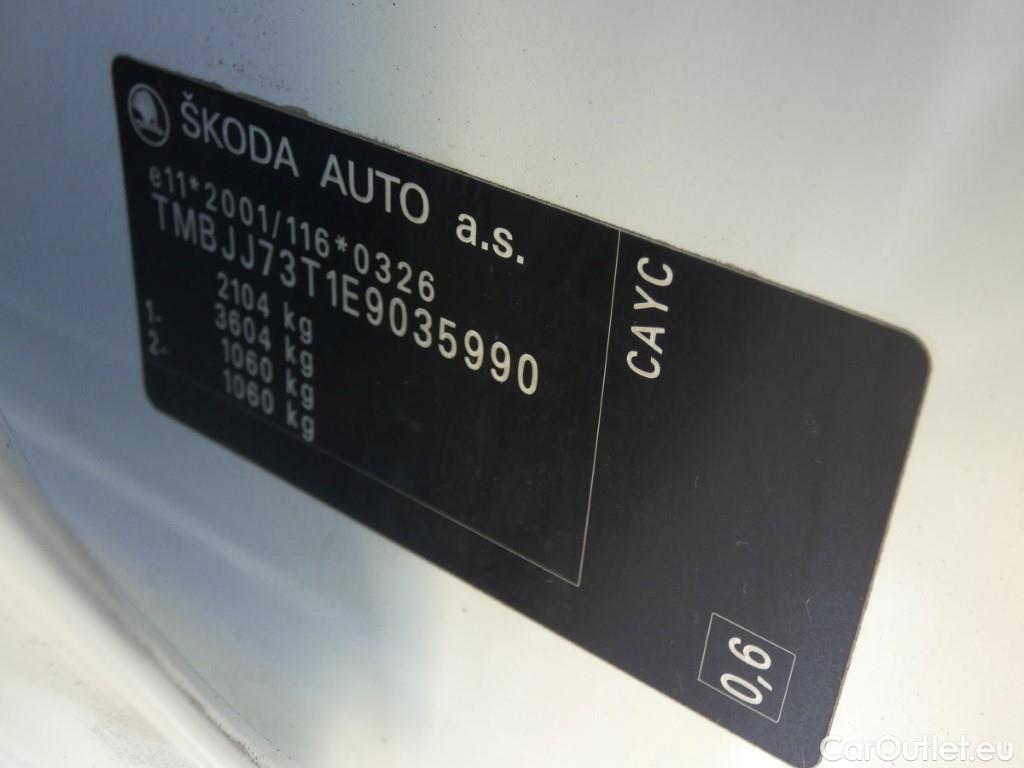 ŠKODA AUTO a.s.
e11*2001/116*0326
TMBJJ73T1E9035990
2104 kg
1- 3604 kg
2- 1060 kg
1060 kg
CAYC
0,6
CarOutlet.eu